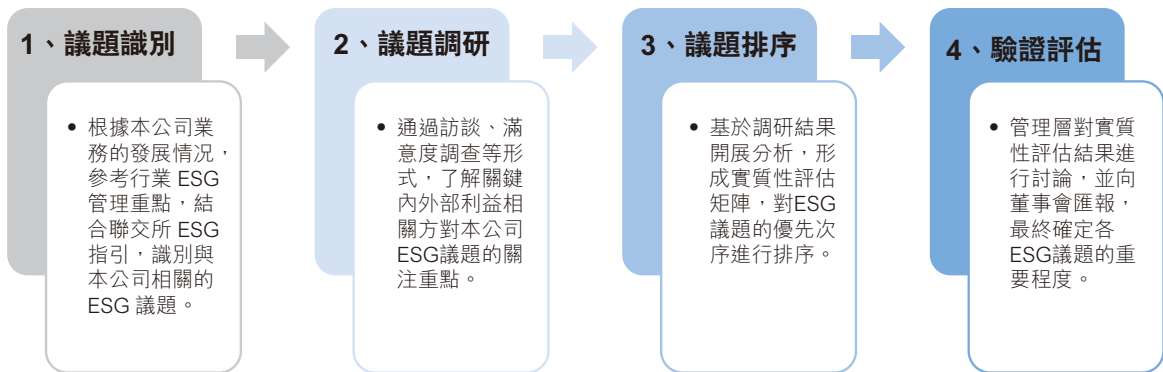 1、議題識別
• 根據本公司業
務的發展情況，
參考行業 ESG
管理重點，結
合聯交所 ESG
指引，識別與
本公司相關的
ESG 議題。
2、議題調研
• 通過訪談、滿
意度調查等形
式，了解關鍵
內外部利益相
關方對本公司
ESG議題的關
注重點。
3、議題排序
• 基於調研結果
開展分析，形
成實質性評估
矩陣，對ESG
議題的優先次
序進行排序。
4、驗證評估
• 管理層對實質
性評估結果進
行討論，並向
董事會匯報，
最終確定各
ESG議題的重
要程度。